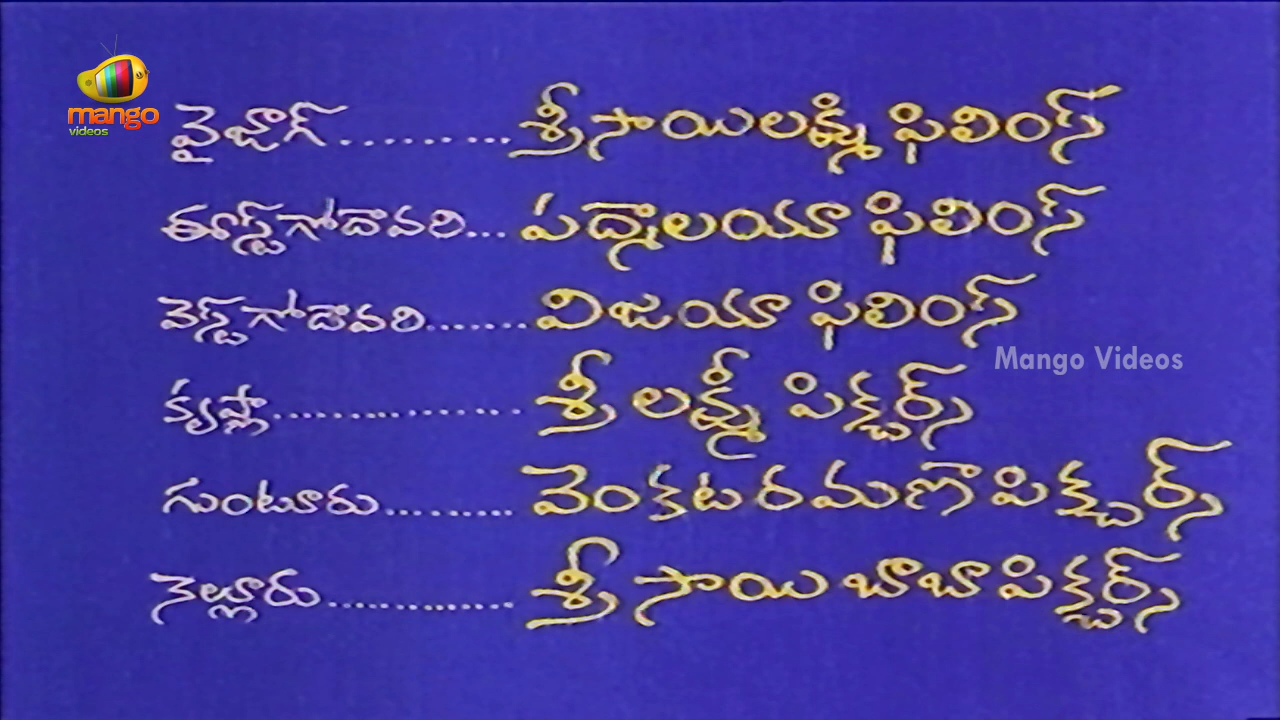 mango
videos
వైజాగ్.........శ్రీసాయిలక్ష్మి ఫిలింస్
ఈస్ట్ గోదావరి...పద్మాలయా ఫిలింస్
వెస్ట్ గోదావరి.......విజయా ఫిలింస్
Mango Videos
కృష్ణా...............శ్రీ లక్ష్మీ పిక్చర్స్
గుంటూరు.........వెంకటరమణా పిక్చర్స్
నెల్లూరు.............శ్రీ సాయి బాబా పిక్చర్స్